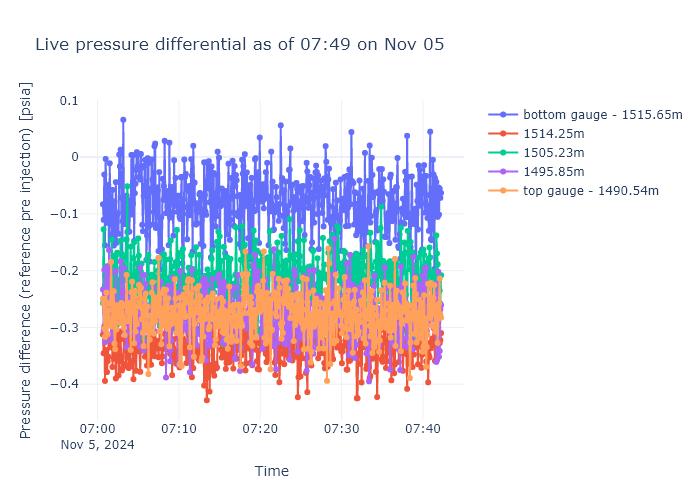 Live pressure differential as of 07:49 on Nov 05
Pressure difference (reference pre injection) [psia]
0.1
0
−0.1
−0.2
−0.3
−0.4
07:00
Nov 5, 2024
07:10
07:20
07:30
07:40
Time
bottom gauge - 1515.65m
1514.25m
1505.23m
1495.85m
top gauge - 1490.54m